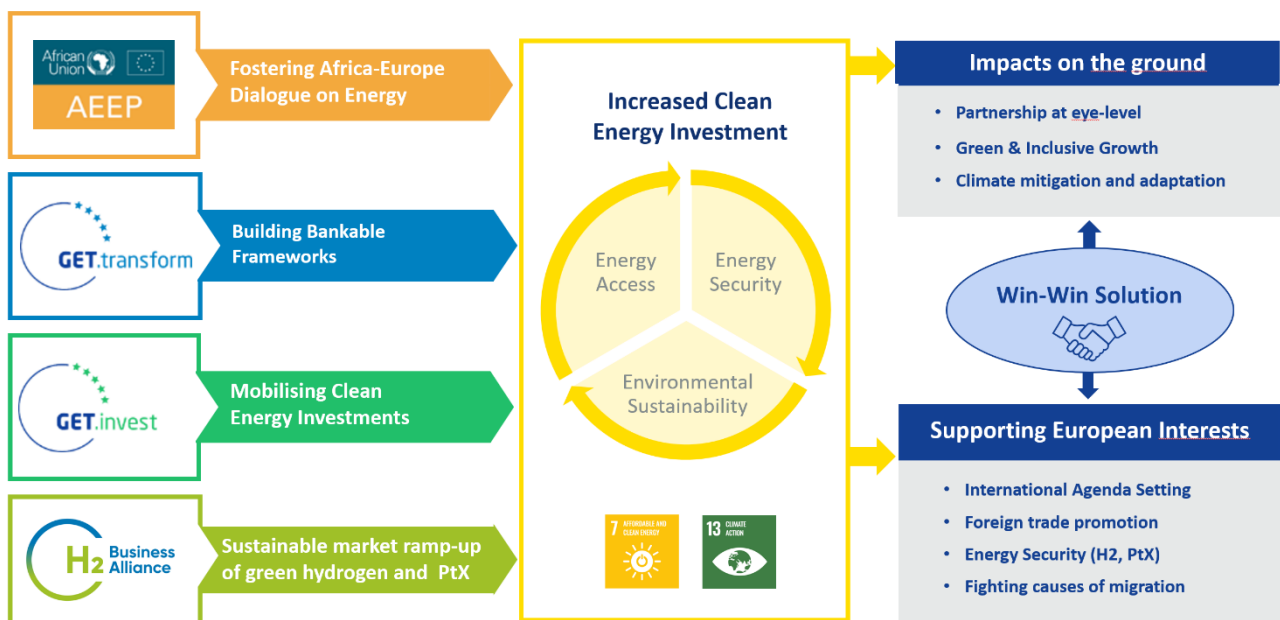 African
Union
AEEP
Fostering Africa-Europe
Dialogue on Energy
GET.transform
Building Bankable
Frameworks
GET.invest
Mobilising Clean
Energy Investments
H2 Business
Alliance
Sustainable market ramp-up
of green hydrogen and PtX
Increased Clean
Energy Investment
Energy
Access
Energy
Security
Environmental
Sustainability
7 AFFORDABLE AND
CLEAN ENERGY
13 CLIMATE
ACTION
Impacts on the ground
• Partnership at eye-level
• Green & Inclusive Growth
• Climate mitigation and adaptation
Win-Win Solution
Supporting European Interests
• International Agenda Setting
• Foreign trade promotion
• Energy Security (H2, PtX)
• Fighting causes of migration